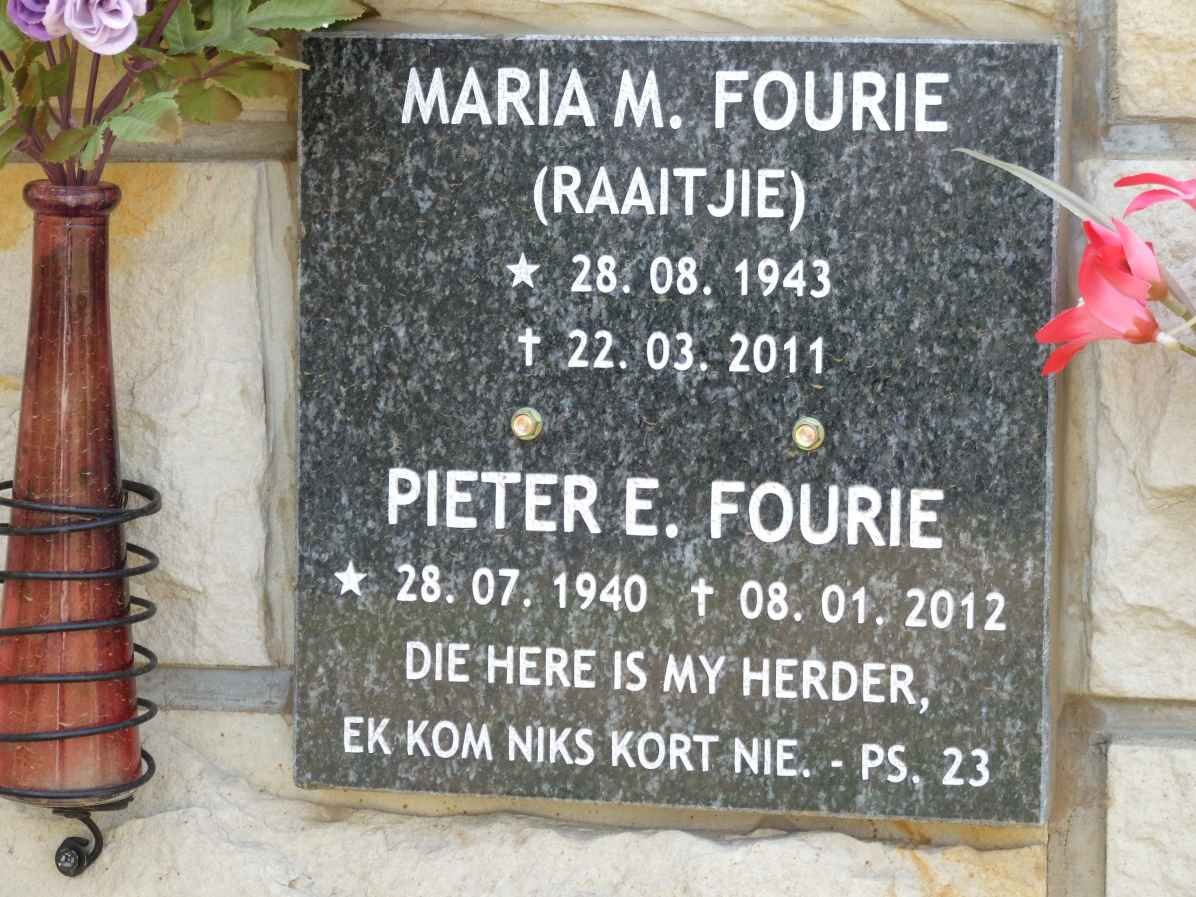 MARIA M. FOURIE
(RAAITJIE)
★ 28. 08. 1943
✝ 22. 03. 2011
PIETER E. FOURIE
★ 28. 07. 1940 ✝ 08. 01. 2012
DIE HERE IS MY HERDER,
EK KOM NIKS KORT NIE. - PS. 23